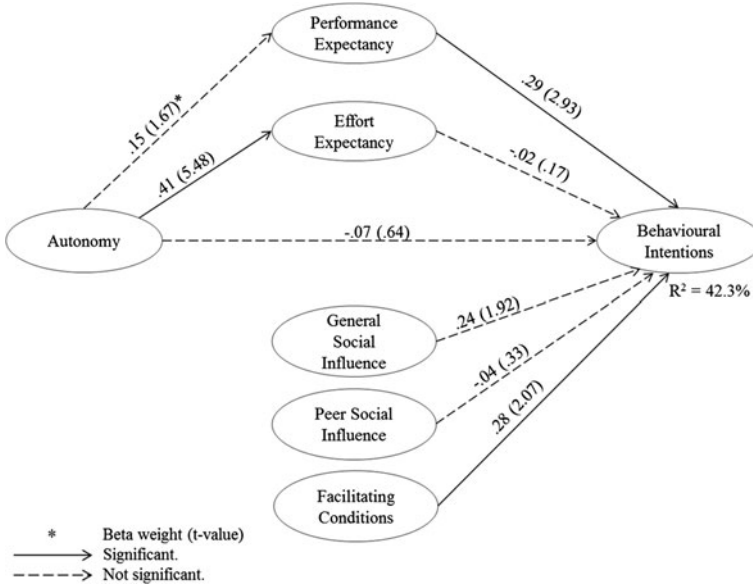 Performance
Expectancy
.15 (1.67)*
.29 (2.93)
Effort
Expectancy
.41 (5.48)
-.02 (.17)
Autonomy
-.07 (.64)
Behavioural
Intentions
R² = 42.3%
General
Social
Influence
.24 (1.92)
Peer Social
Influence
-.04 (.33)
.28 (2.07)
Facilitating
Conditions
* Beta weight (t-value)
Significant.
Not significant.